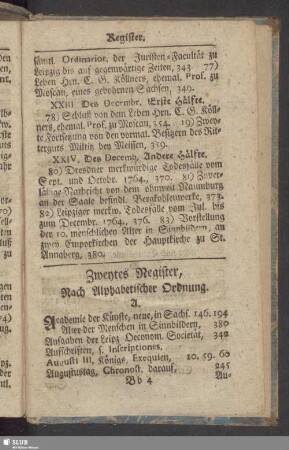 Register.
sämtl. Ordinarior. der Juristen-Facultät zu
Leipzig bis auf gegenwärtige Zeiten, 343 77)
Leben Hrn. C. G. Köllners, ehemal. Prof. zu
Moscau, eines gebohrnen Sachsen, 349.
XXIII Des Decembr. Erste Hälfte.
78) Schluß von dem Leben Hrn. C. G. Köll-
ners, ehemal. Prof. zu Moscau, 354. 19) Zwey-
te Fortsetzung von den vormal. Besitzern des Rit-
terguts Miltiz bey Meissen, 359.
XXIV. Des Decemb. Andere Hälfte.
80) Dresdner merkwürdige Todesfälle vom
Sept. und Octobr. 1764, 370. 81) Zuver-
läßige Nachricht von dem ohnweit Naumburg
an der Saale befindl. Bergkohlenwerke, 373.
82) Leipziger merkw. Todesfälle vom Jul. bis
zum Decembr. 1764, 376. 83) Vorstellung
der 10. menschlichen Alter in Sinnbildern, an
zwey Emporkirchen der Hauptkirche zu St.
Annaberg, 380.
Zweytes Register,
Nach Alphabetischer Ordnung.
A.
Academie der Künste, neue, in Sachs. 146. 194
Alter der Menschen in Sinnbildern, 380
Ausgaben der Leipz Oeconom. Societät, 342
Aufschriften, s. Inscriptiones.
Augusti III. Königs, Exequien, 10. 59. 60
Augustustag, Chronost. darauf, 245
Bb 4 Au-
SLUB